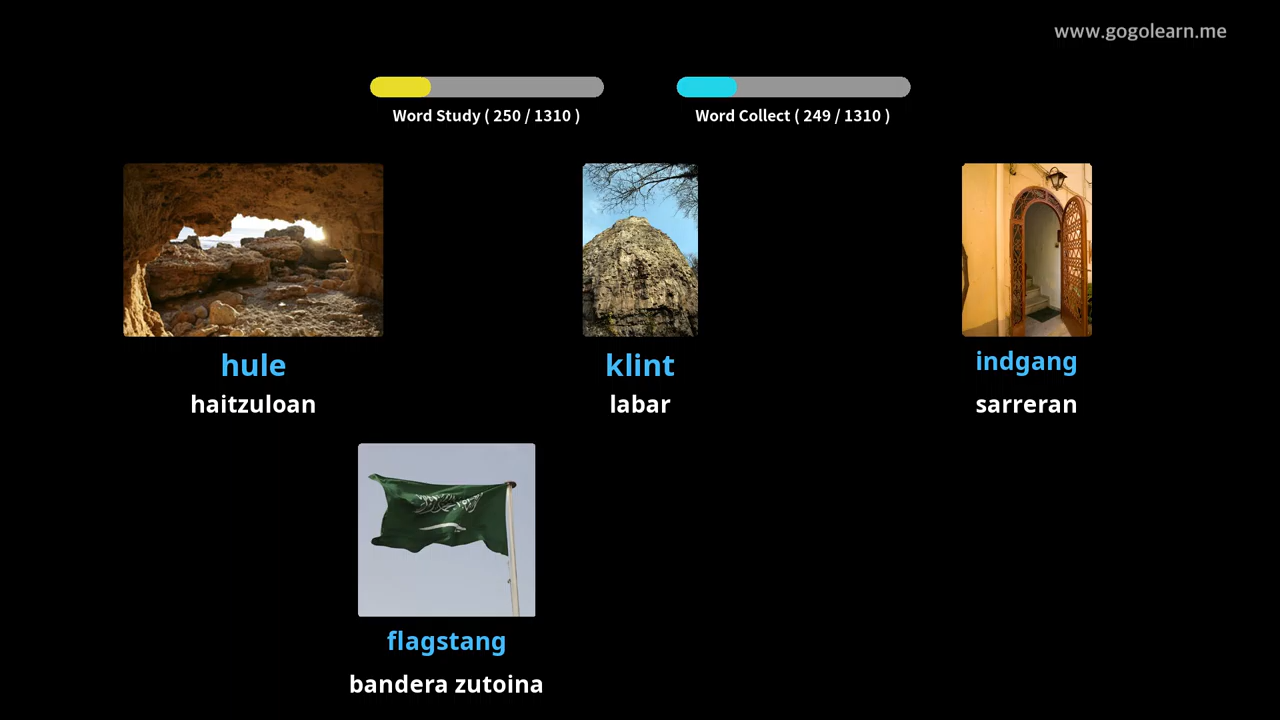 www.gogolearn.me
Word Study ( 250 / 1310 )
Word Collect ( 249 / 1310 )
hule
klint
indgang
haitzuloan
labar
sarreran
flagstang
bandera zutoina